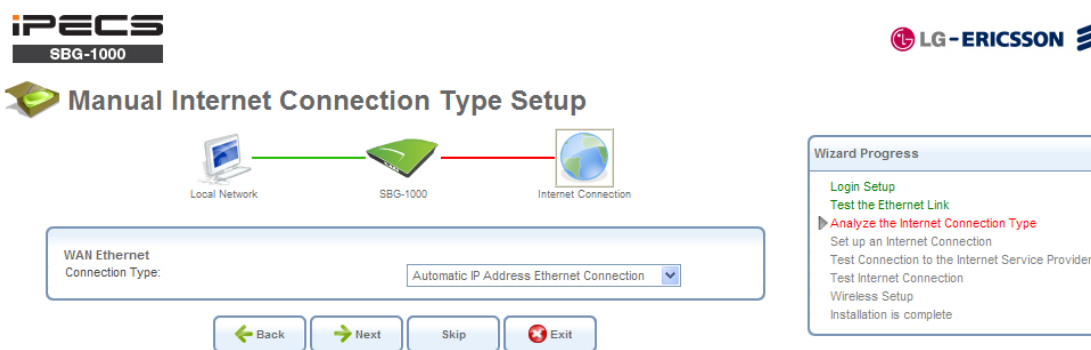 iPECS
SBG-1000
LG-ERICSSON
Manual Internet Connection Type Setup
Local Network
SBG-1000
Internet Connection
WAN Ethernet
Connection Type:
Automatic IP Address Ethernet Connection
Back
Next
Skip
Exit
Wizard Progress
Login Setup
Test the Ethernet Link
Analyze the Internet Connection Type
Set up an Internet Connection
Test Connection to the Internet Service Provider
Test Internet Connection
Wireless Setup
Installation is complete